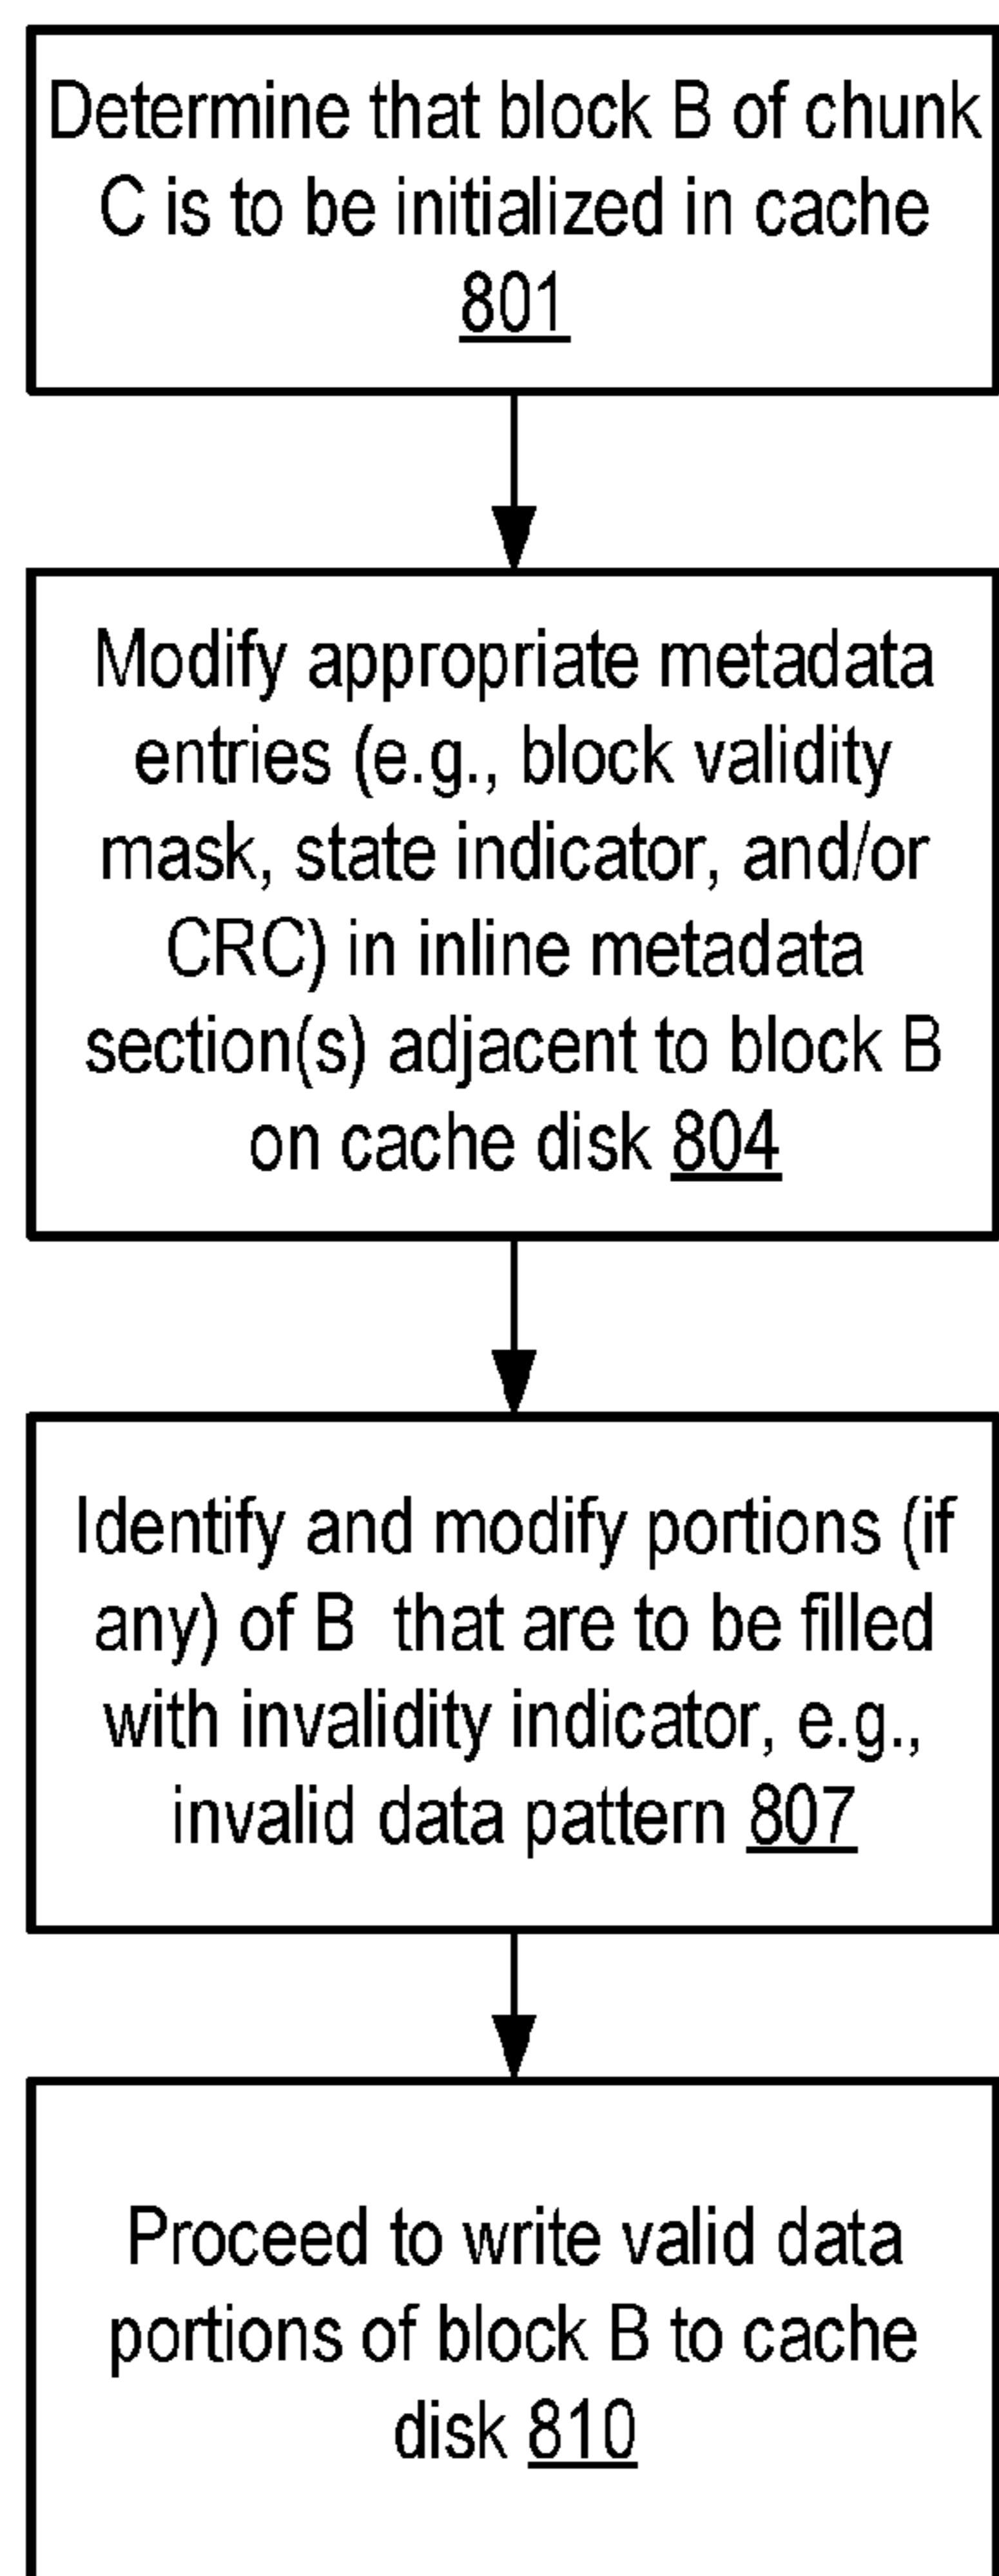 Determine that block B of chunk
C is to be initialized in cache
801
Modify appropriate metadata
entries (e.g., block validity
mask, state indicator, and/or
CRC) in inline metadata
section(s) adjacent to block B
on cache disk 804
Identify and modify portions (if
any) of B that are to be filled
with invalidity indicator, e.g.,
invalid data pattern 807
Proceed to write valid data
portions of block B to cache
disk 810